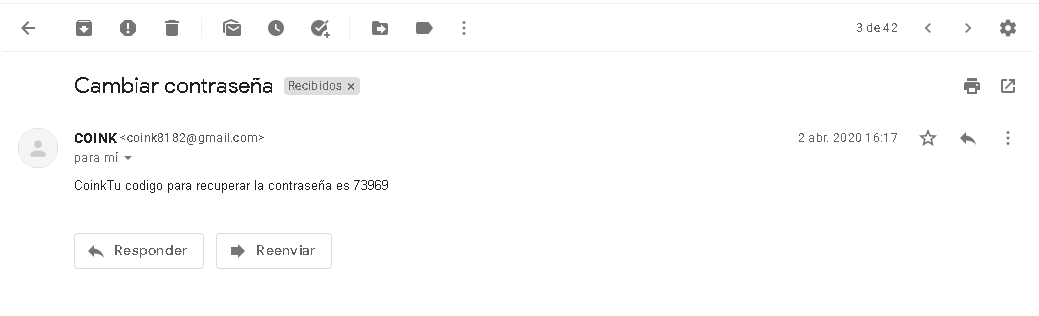 3 de 42
Cambiar contraseña Recibidos x
COINK <coink8182@gmail.com> 2 abr. 2020 16:17
para mí
CoinkTu codigo para recuperar la contraseña es 73969
Responder Reenviar